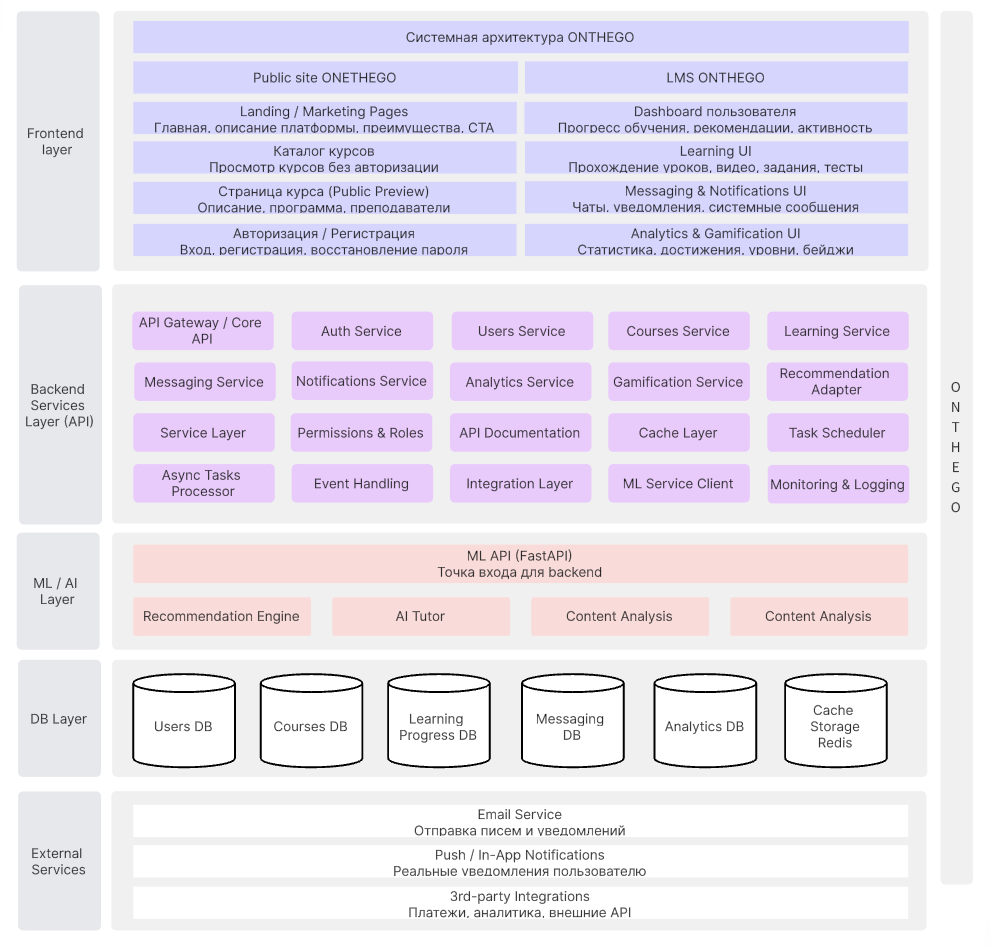 Системная архитектура ONTHEGO
Public site ONETHEGO
LMS ONTHEGO
Frontend
layer
Landing / Marketing Pages
Главная, описание платформы, преимущества, CTA
Dashboard пользователя
Прогресс обучения, рекомендации, активность
Каталог курсов
Просмотр курсов без авторизации
Learning UI
Прохождение уроков, видео, задания, тесты
Страница курса (Public Preview)
Описание, программа, преподаватели
Messaging & Notifications UI
Чаты, уведомления, системные сообщения
Авторизация / Регистрация
Вход, регистрация, восстановление пароля
Analytics & Gamification UI
Статистика, достижения, уровни, бейджи
Backend
Services
Layer (API)
API Gateway / Core
API
Auth Service
Users Service
Courses Service
Learning Service
Messaging Service
Notifications Service
Analytics Service
Gamification Service
Recommendation
Adapter
Service Layer
Permissions & Roles
API Documentation
Cache Layer
Task Scheduler
Async Tasks
Processor
Event Handling
Integration Layer
ML Service Client
Monitoring & Logging
ML / AI
Layer
ML API (FastAPI)
Точка входа для backend
Recommendation Engine
AI Tutor
Content Analysis
Content Analysis
DB Layer
Users DB
Courses DB
Learning
Progress DB
Messaging
DB
Analytics DB
Cache
Storage
Redis
External
Services
Email Service
Отправка писем и уведомлений
Push / In-App Notifications
Реальные уведомления пользователю
3rd-party Integrations
Платежи, аналитика, внешние API
O
N
T
H
E
G
O